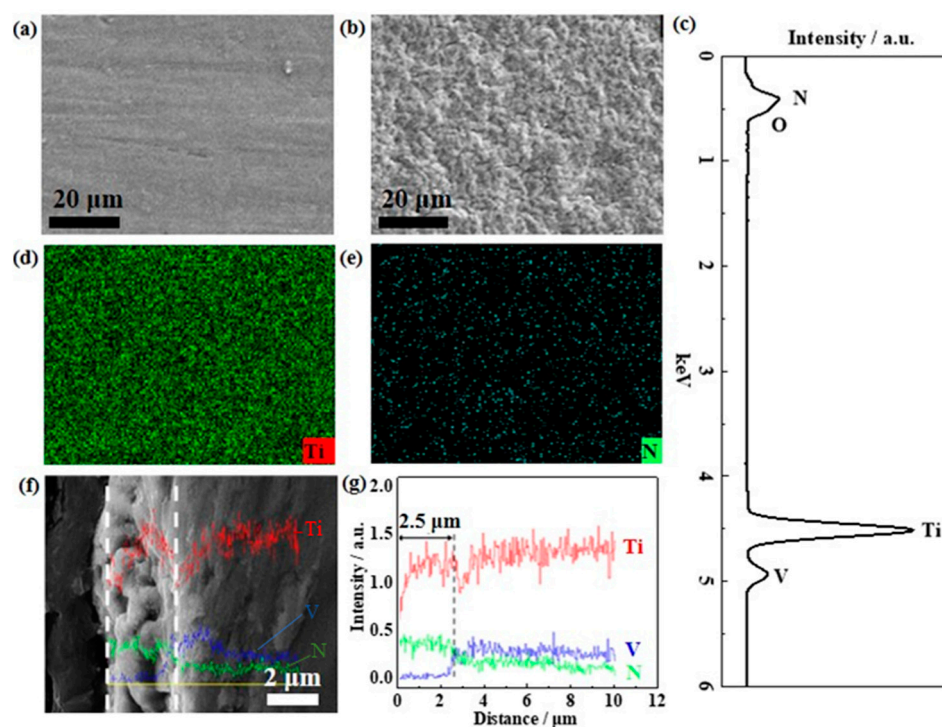 (a)
20 μm
(b)
20 μm
(c)
Intensity / a.u.
0
1
2
3
4
5
6
keV
N
O
Ti
V
(d)
Ti
(e)
N
(f)
Ti
V
N
2 μm
(g)
2.0
1.5
1.0
0.5
0.0
Intensity / a.u.
2.5 μm
Ti
V
N
0 2 4 6 8 10 12
Distance / μm